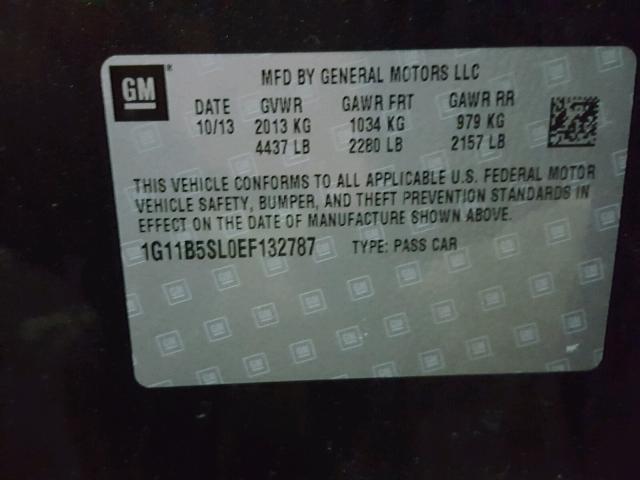 GM ® MFD BY GENERAL MOTORS LLC
DATE GVWR GAWR FRT GAWR RR
10/13 2013 KG 1034 KG 979 KG
4437 LB 2280 LB 2157 LB
THIS VEHICLE CONFORMS TO ALL APPLICABLE U.S. FEDERAL MOTOR
VEHICLE SAFETY, BUMPER, AND THEFT PREVENTION STANDARDS IN
EFFECT ON THE DATE OF MANUFACTURE SHOWN ABOVE.
1G11B5SL0EF132787 TYPE: PASS CAR